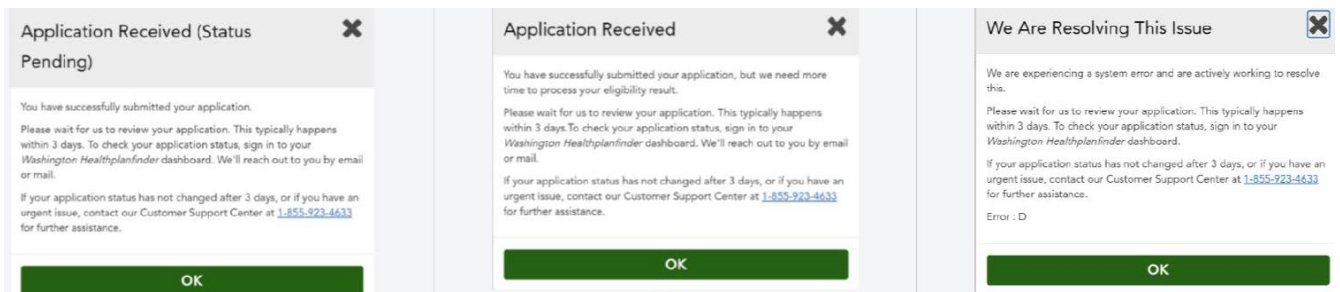 Application Received (Status
Pending)
You have successfully submitted your application.
Please wait for us to review your application. This typically happens
within 3 days. To check your application status, sign in to your
Washington Healthplanfinder dashboard. We'll reach out to you by email
or mail.
If your application status has not changed after 3 days, or if you have an
urgent issue, contact our Customer Support Center at 1-855-923-4633
for further assistance.
OK
Application Received
You have successfully submitted your application, but we need more
time to process your eligibility result.
Please wait for us to review your application. This typically happens
within 3 days.To check your application status, sign in to your
Washington Healthplanfinder dashboard. We'll reach out to you by email
or mail.
If your application status has not changed after 3 days, or if you have an
urgent issue, contact our Customer Support Center at 1-855-923-4633
for further assistance.
OK
We Are Resolving This Issue
We are experiencing a system error and are actively working to resolve
this.
Please wait for us to review your application. This typically happens
within 3 days. To check your application status, sign in to your
Washington Healthplanfinder dashboard.
If your application status has not changed after 3 days, or if you have an
urgent issue, contact our Customer Support Center at 1-855-923-4633
for further assistance.
Error : D
OK